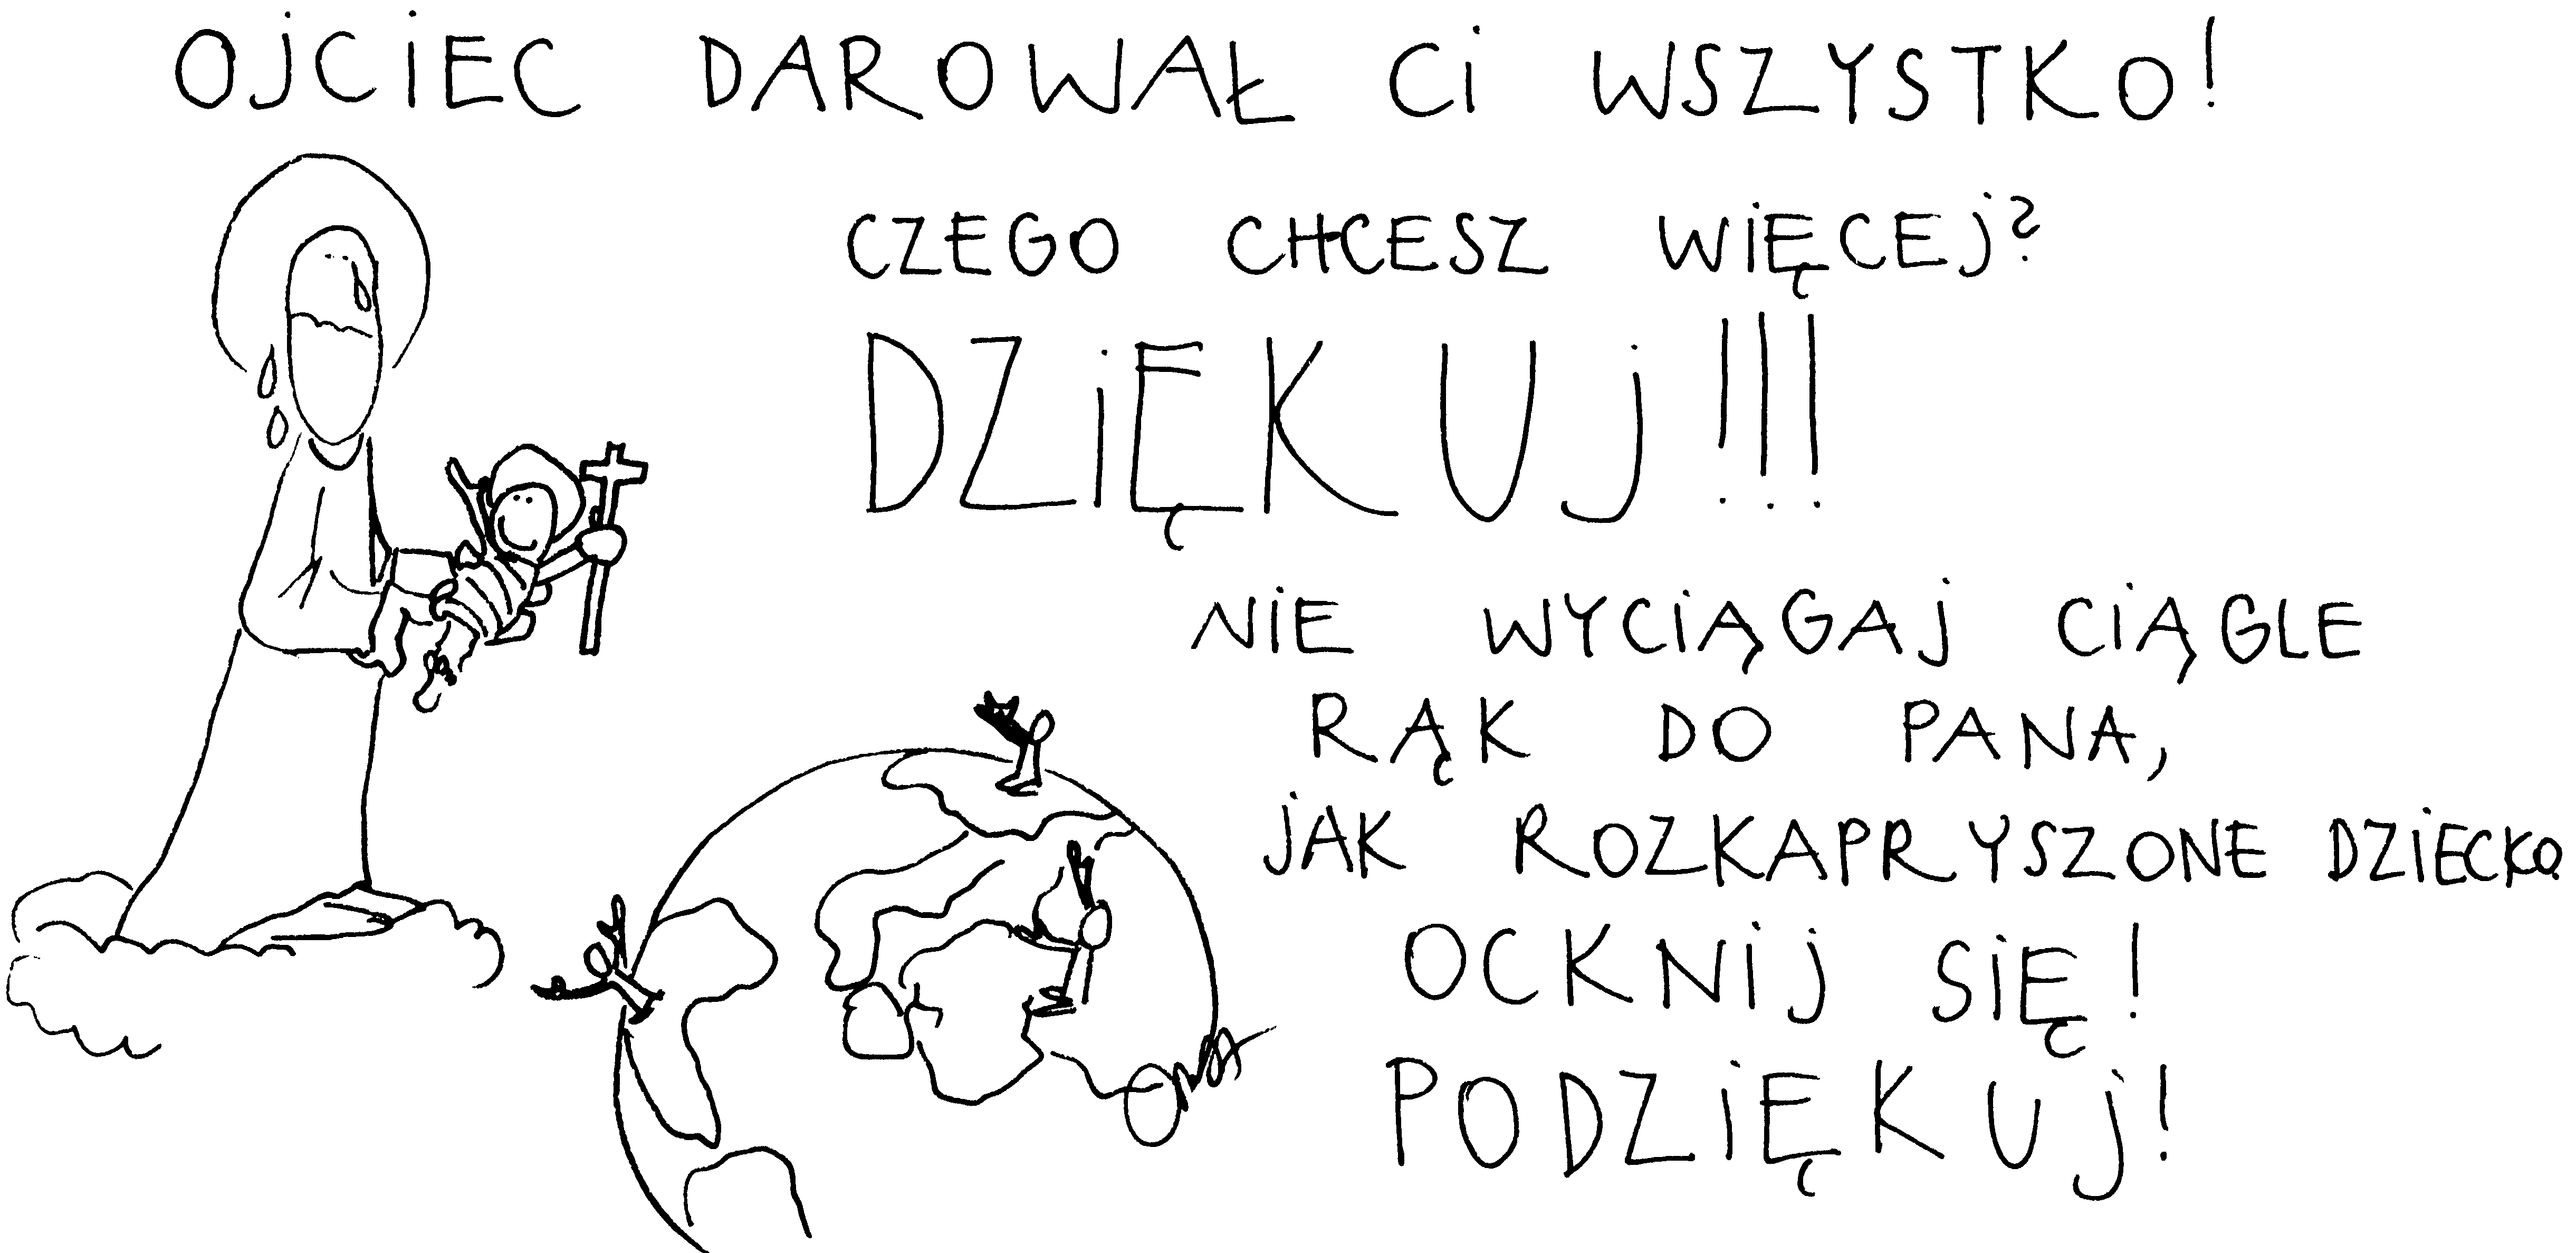 OJCIEC DAROWAŁ CI WSZYSTKO!
CZEGO CHCESZ WIĘCEJ?
DZIĘKUJ!!!
NIE WYCIĄGAJ CIĄGLE
RĄK DO PANA,
JAK ROZKAPRYSZONE DZIECKO.
OCKNIJ SIĘ!
PODZIĘKUJ!